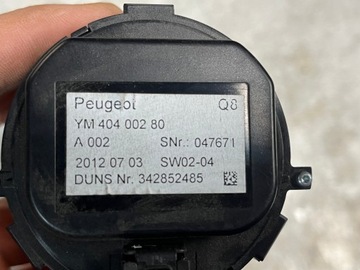 Peugeot Q8
YM 404 002 80
A 002 SNr.: 047671
2012 07 03 SW02-04
DUNS Nr. 342852485